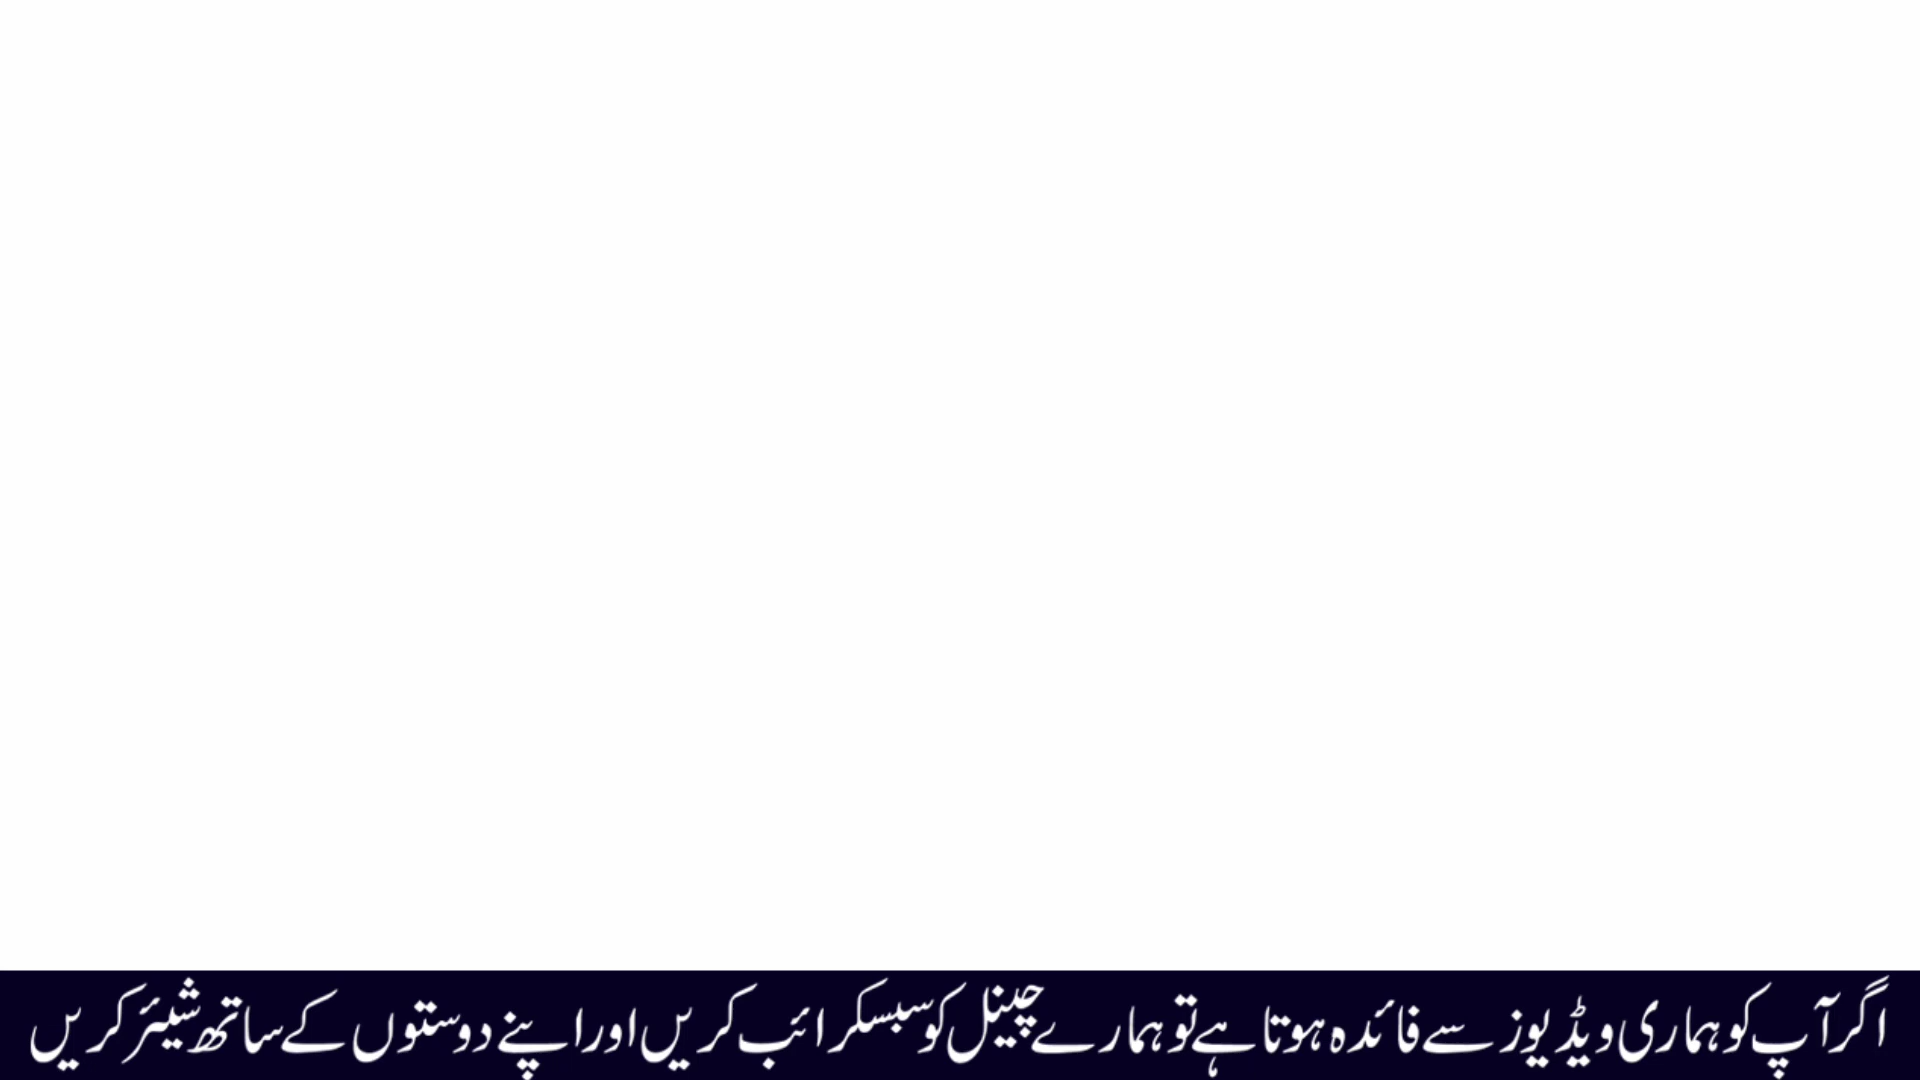 اگر آپ کو ہماری ویڈیوز سے فائدہ ہوتا ہے تو ہمارے چینل کو سبسکرائب کریں اور اپنے دوستوں کے ساتھ شیئر کریں